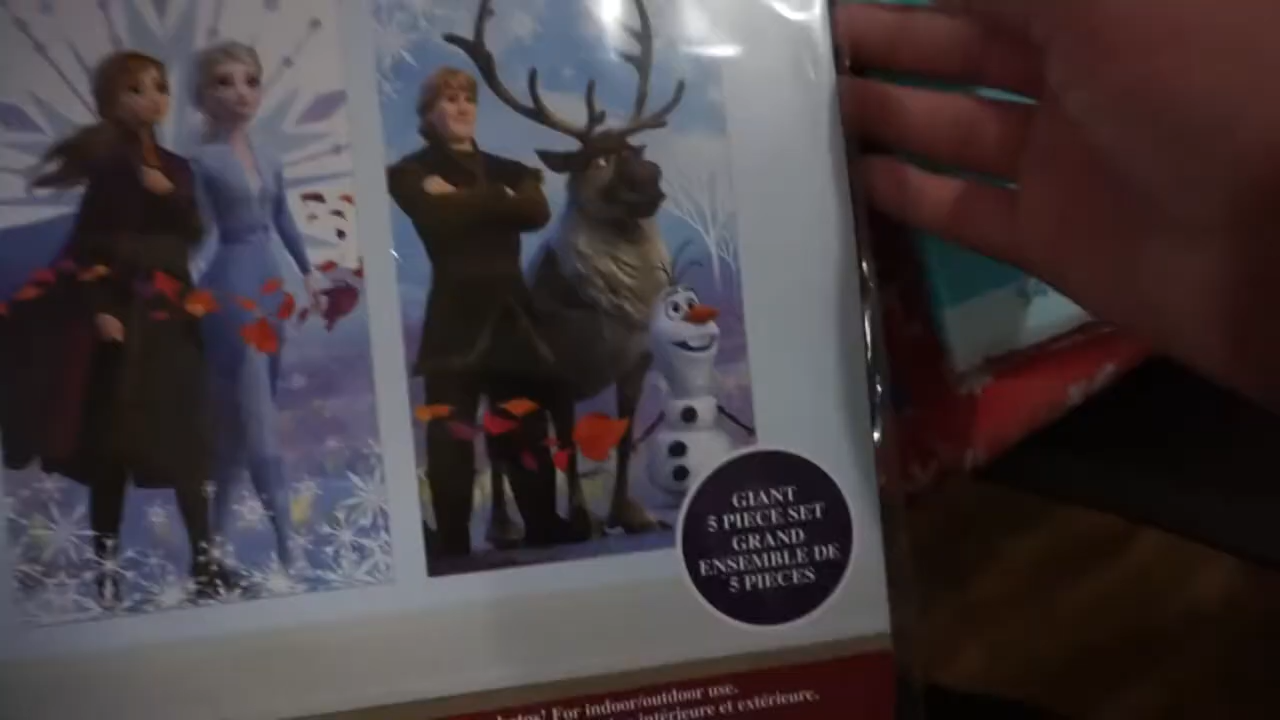 GIANT
5 PIECE SET
GRAND
ENSEMBLE DE
5 PIECES
For indoor/outdoor use.
intérieure et extérieure.